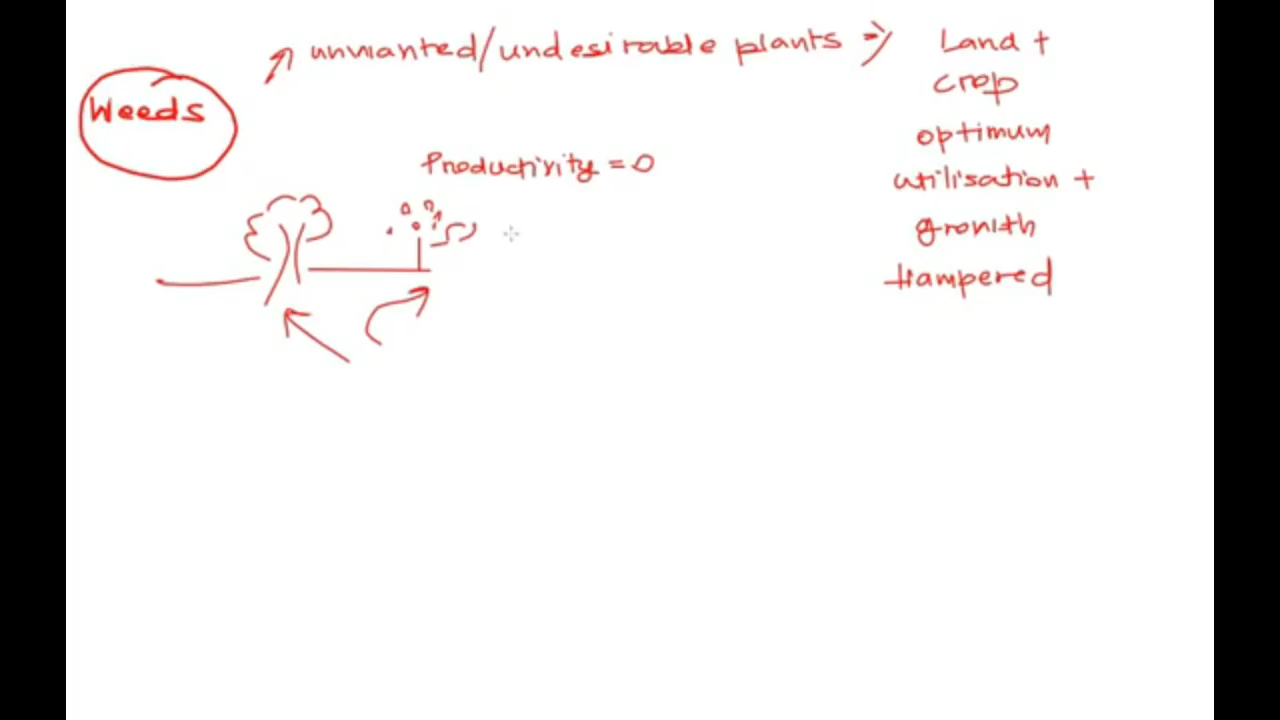 unwanted/undesirable plants ⇒ Land +
crop
optimum
utilisation +
growth
hampered
Weeds
Productivity = 0